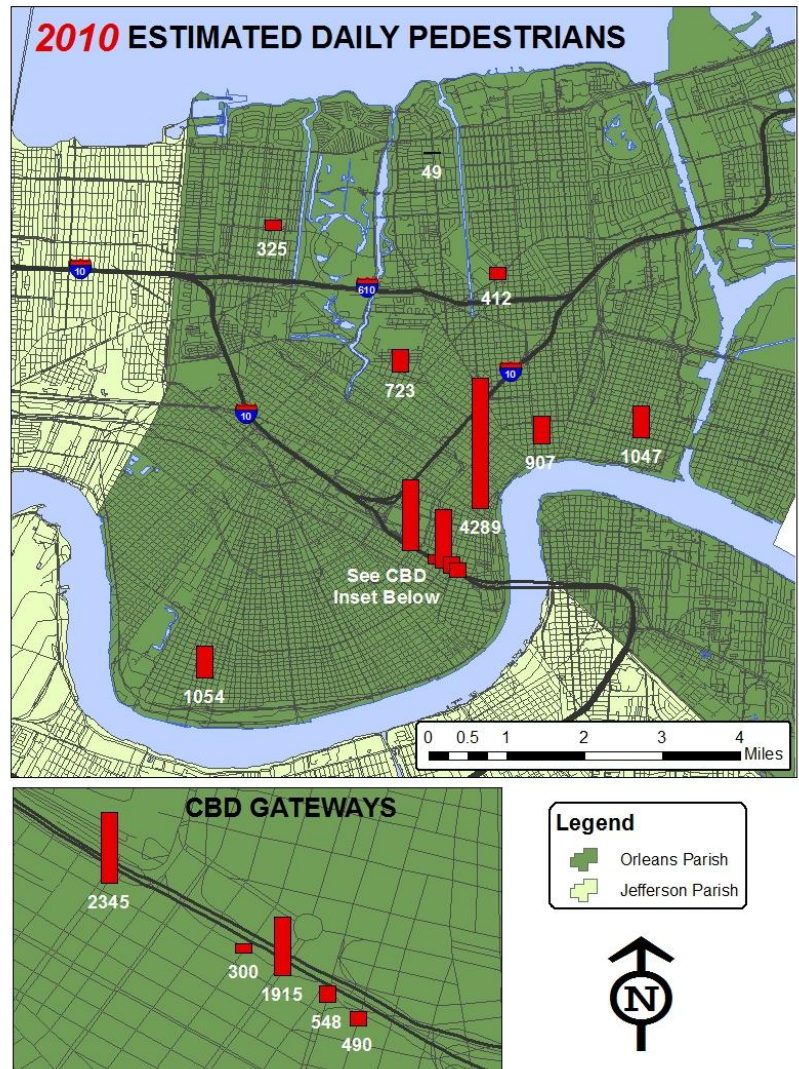 2010 ESTIMATED DAILY PEDESTRIANS
49
325
10
610
412
723
10
10
907
1047
4289
See CBD
Inset Below
1054
0 0.5 1 2 3 4
Miles
CBD GATEWAYS
2345
300
1915
548
490
Legend
Orleans Parish
Jefferson Parish
N